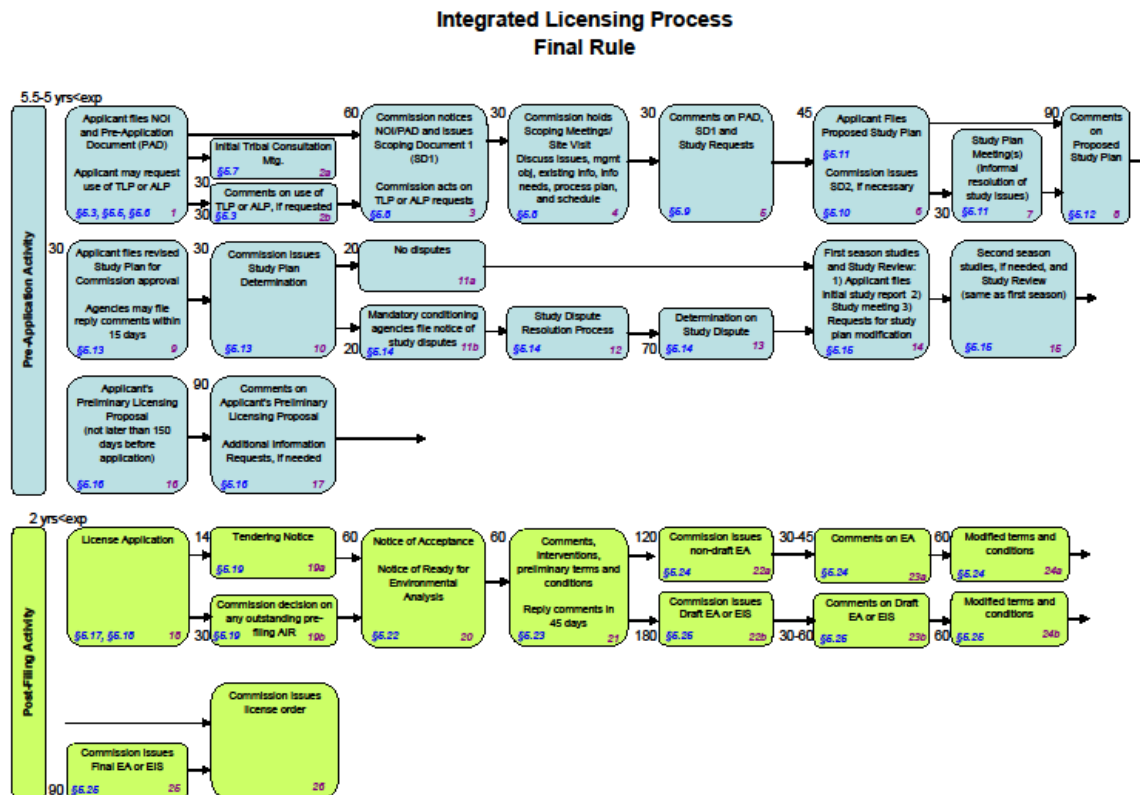 Integrated Licensing Process
Final Rule
5.5-5 yrs<exp
Pre-Application Activity
Applicant files NOI
and Pre-Application
Document (PAD)
Applicant may request
use of TLP or ALP
§5.3, §5.5, §5.6 1
Initial Tribal Consultation
Mtg.
§5.7 2a
30
Comments on use of
TLP or ALP, if requested
30 §5.3 2b
60
Commission notices
NOI/PAD and issues
Scoping Document 1
(SD1)
Commission acts on
TLP or ALP requests
§5.8 3
30
Commission holds
Scoping Meetings/
Site Visit
Discuss issues, mgmt
obj, existing info, info
needs, process plan,
and schedule
§5.8 4
30
Comments on PAD,
SD1 and
Study Requests
§5.9 5
45
Applicant Files
Proposed Study Plan
§5.11
Commission Issues
SD2, if necessary
§5.10 6
Study Plan
Meeting(s)
(Informal
resolution of
study issues)
30 §5.11 7
90
Comments
on
Proposed
Study Plan
§5.12 8
30
Applicant files revised
Study Plan for
Commission approval
Agencies may file
reply comments within
15 days
§5.13 9
30
Commission Issues
Study Plan
Determination
§5.13 10
20
No disputes
11a
Mandatory conditioning
agencies file notice of
study disputes
20 §5.14 11b
Study Dispute
Resolution Process
§5.14 12
Determination on
Study Dispute
70 §5.14 13
First season studies
and Study Review:
1) Applicant files
initial study report 2)
Study meeting 3)
Requests for study
plan modification
§5.15 14
Second season
studies, if needed, and
Study Review
(same as first season)
§5.15 15
Applicant's
Preliminary Licensing
Proposal
(not later than 150
days before
application)
§5.16 16
90
Comments on
Applicant's Preliminary
Licensing Proposal
Additional Information
Requests, if needed
§5.16 17
2 yrs<exp
Post-Filing Activity
License Application
§5.17, §5.18 18
14
Tendering Notice
§5.19 19a
Commission decision on
any outstanding pre-
filing AIR
30 §5.19 19b
60
Notice of Acceptance
Notice of Ready for
Environmental
Analysis
§5.22 20
60
Comments,
interventions,
preliminary terms and
conditions
Reply comments in
45 days
§5.23 21
120
Commission Issues
non-draft EA
§5.24 22a
Commission Issues
Draft EA or EIS
180 §5.25 22b
30-45
Comments on EA
§5.24 23a
Comments on Draft
EA or EIS
30-60 §5.25 23b
60
Modified terms and
conditions
§5.24 24a
Modified terms and
conditions
60 §5.25 24b
Commission Issues
Final EA or EIS
90 §5.25 25
Commission Issues
license order
26